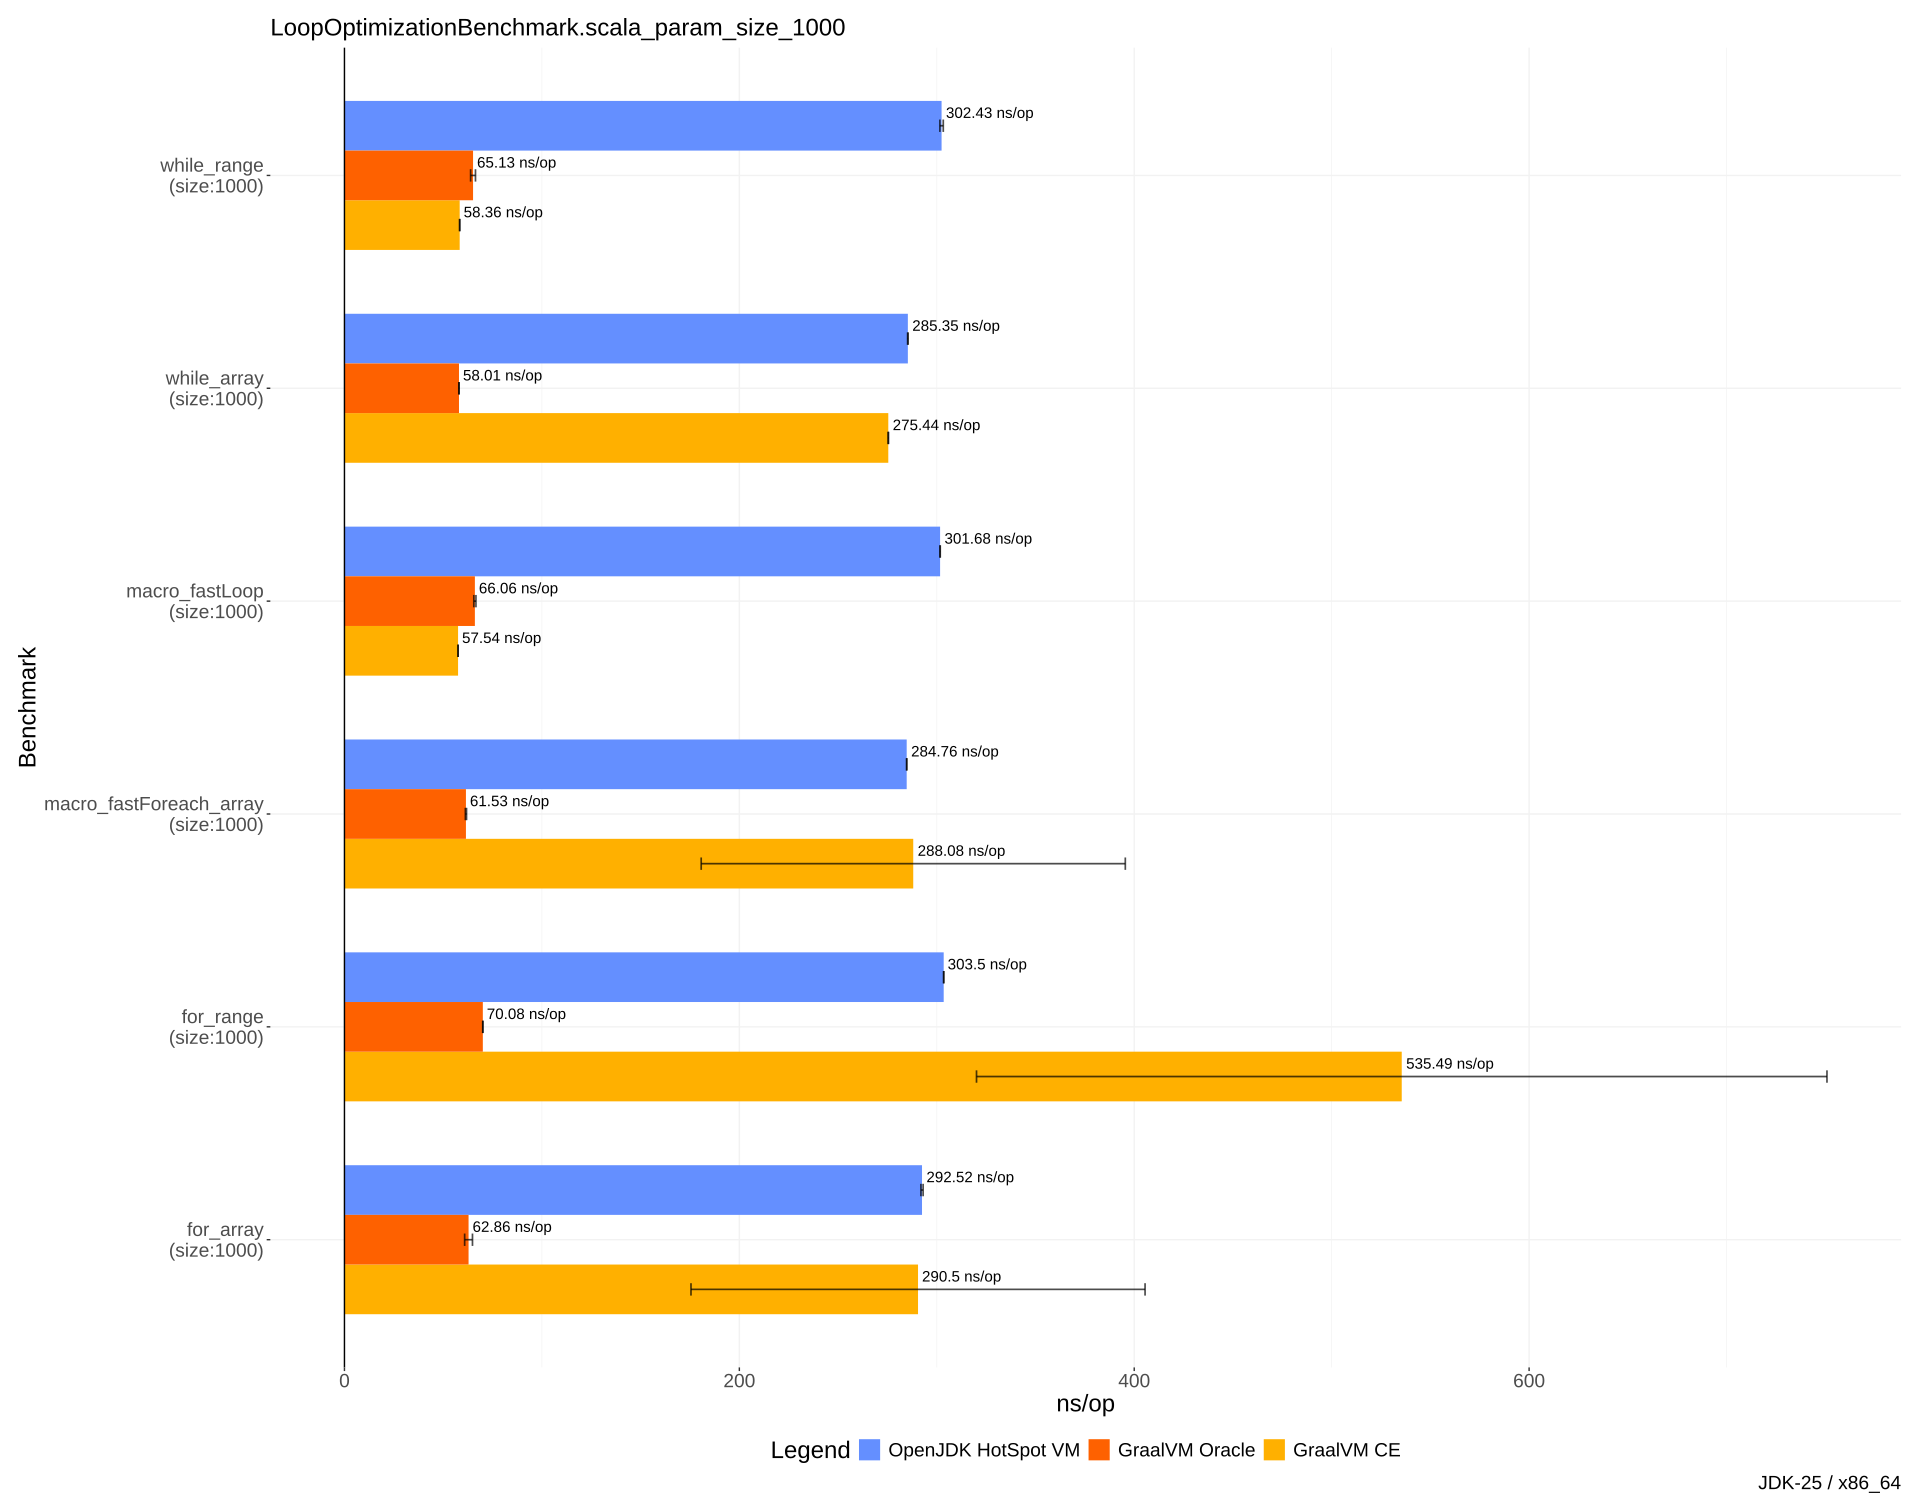 LoopOptimizationBenchmark.scala_param_size_1000
while_range
(size:1000)
302.43 ns/op
65.13 ns/op
58.36 ns/op
while_array
(size:1000)
285.35 ns/op
58.01 ns/op
275.44 ns/op
macro_fastLoop
(size:1000)
301.68 ns/op
66.06 ns/op
57.54 ns/op
macro_fastForeach_array
(size:1000)
284.76 ns/op
61.53 ns/op
288.08 ns/op
for_range
(size:1000)
303.5 ns/op
70.08 ns/op
535.49 ns/op
for_array
(size:1000)
292.52 ns/op
62.86 ns/op
290.5 ns/op
Benchmark
0 200 400 600
ns/op
Legend OpenJDK HotSpot VM GraalVM Oracle GraalVM CE
JDK-25 / x86_64